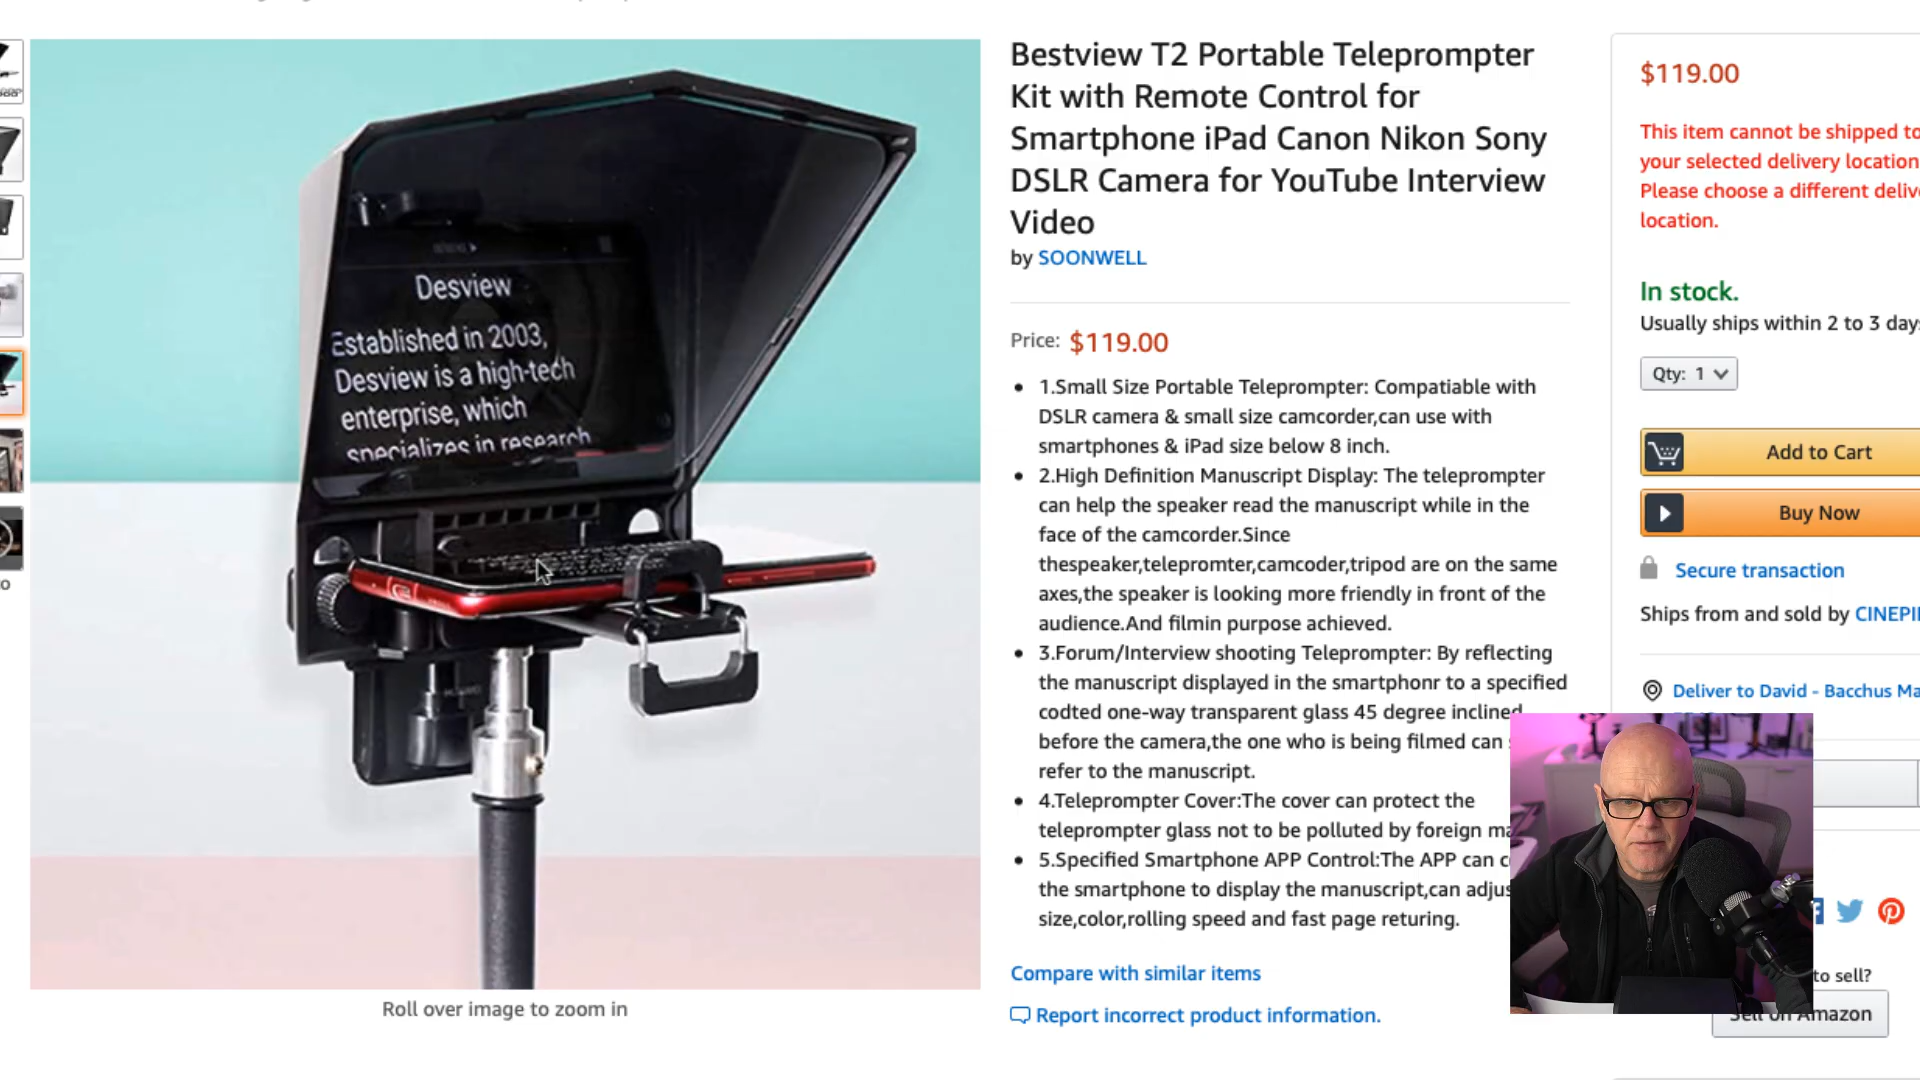 Desview
Established in 2003,
Desview is a high-tech
enterprise, which
specializes in research
Roll over image to zoom in
Bestview T2 Portable Teleprompter
Kit with Remote Control for
Smartphone iPad Canon Nikon Sony
DSLR Camera for YouTube Interview
Video
by SOONWELL
Price: $119.00
1.Small Size Portable Teleprompter: Compatiable with
DSLR camera & small size camcorder,can use with
smartphones & iPad size below 8 inch.
2.High Definition Manuscript Display: The teleprompter
can help the speaker read the manuscript while in the
face of the camcorder.Since
thespeaker,telepromter,camcoder,tripod are on the same
axes,the speaker is looking more friendly in front of the
audience.And filmin purpose achieved.
3.Forum/Interview shooting Teleprompter: By reflecting
the manuscript displayed in the smartphonr to a specified
codted one-way transparent glass 45 degree inclined
before the camera,the one who is being filmed can
refer to the manuscript.
4.Teleprompter Cover:The cover can protect the
teleprompter glass not to be polluted by foreign
5.Specified Smartphone APP Control:The APP can
the smartphone to display the manuscript,can
size,color,rolling speed and fast page returing.
Compare with similar items
Report incorrect product information.
$119.00
This item cannot be shipped to
your selected delivery location
Please choose a different
location.
In stock.
Usually ships within 2 to 3
Qty: 1
Add to Cart
Buy Now
Secure transaction
Ships from and sold by
Deliver to David - Bacchus
to sell?
Sell on Amazon